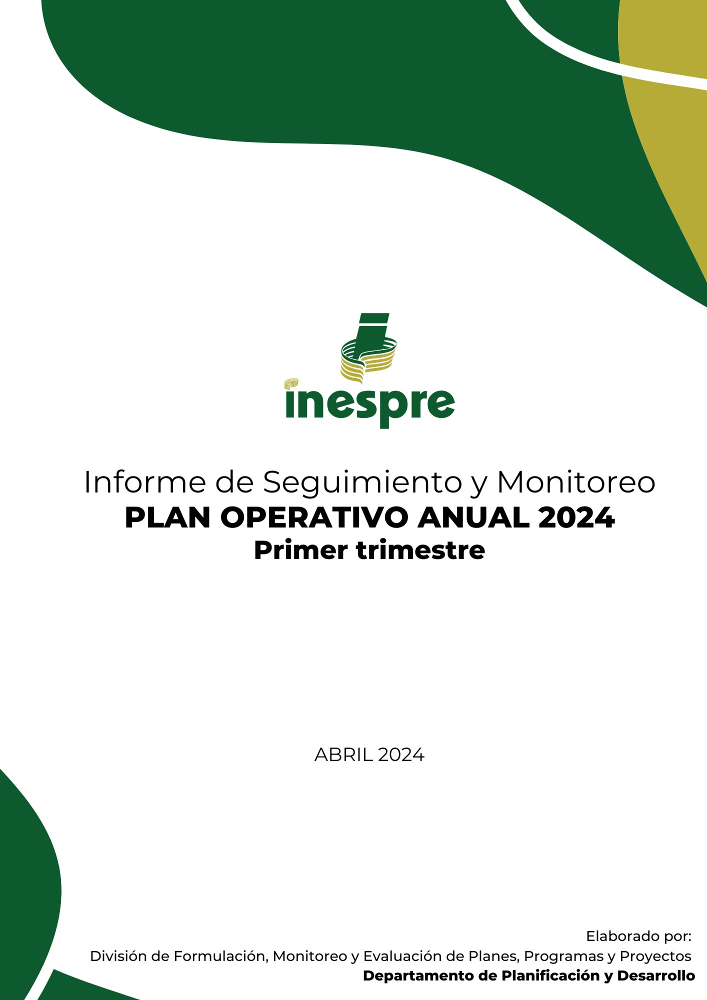 inespre
Informe de Seguimiento y Monitoreo
PLAN OPERATIVO ANUAL 2024
Primer trimestre
ABRIL 2024
Elaborado por:
División de Formulación, Monitoreo y Evaluación de Planes, Programas y Proyectos
Departamento de Planificación y Desarrollo